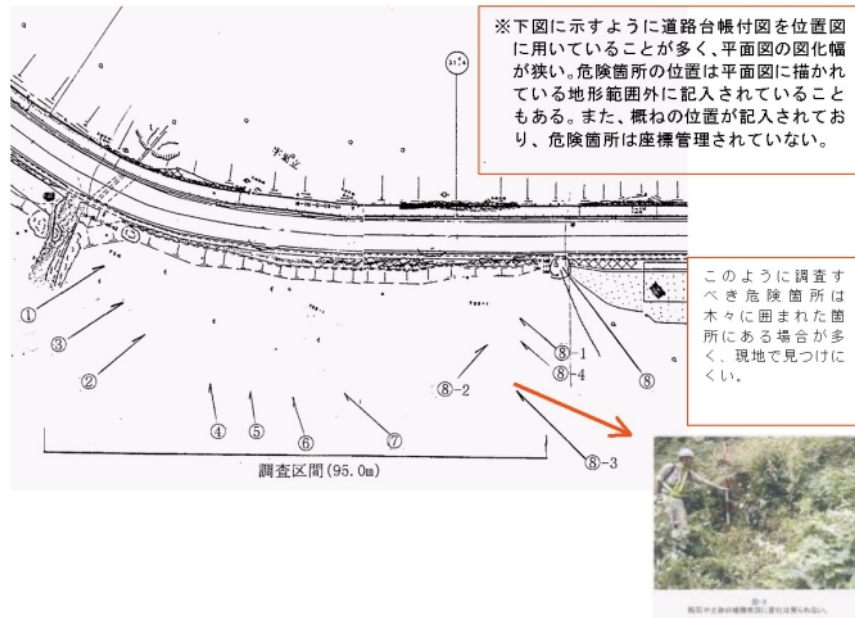 ※下図に示すように道路台帳付図を位置図
に用いていることが多く、平面図の図化幅
が狭い。危険箇所の位置は平面図に描かれ
ている地形範囲外に記入されていること
もある。また、概ねの位置が記入されてお
り、危険箇所は座標管理されていない。
このように調査す
べき危険箇所は
木々に囲まれた箇
所にある場合が多
く、現地で見つけに
くい。
①
③
②
④
⑤
⑥
⑦
⑧-1
⑧-4
⑧-2
⑧
⑧-3
調査区間(95.0m)